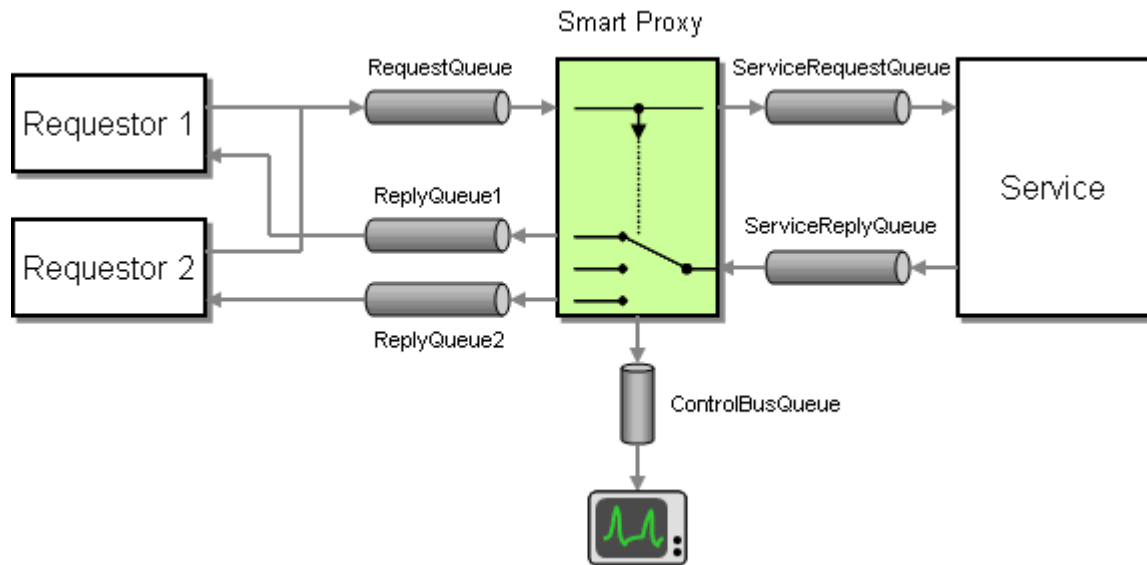 Smart Proxy
RequestQueue
ServiceRequestQueue
Requestor 1
Service
ReplyQueue1
ServiceReplyQueue
Requestor 2
ReplyQueue2
ControlBusQueue